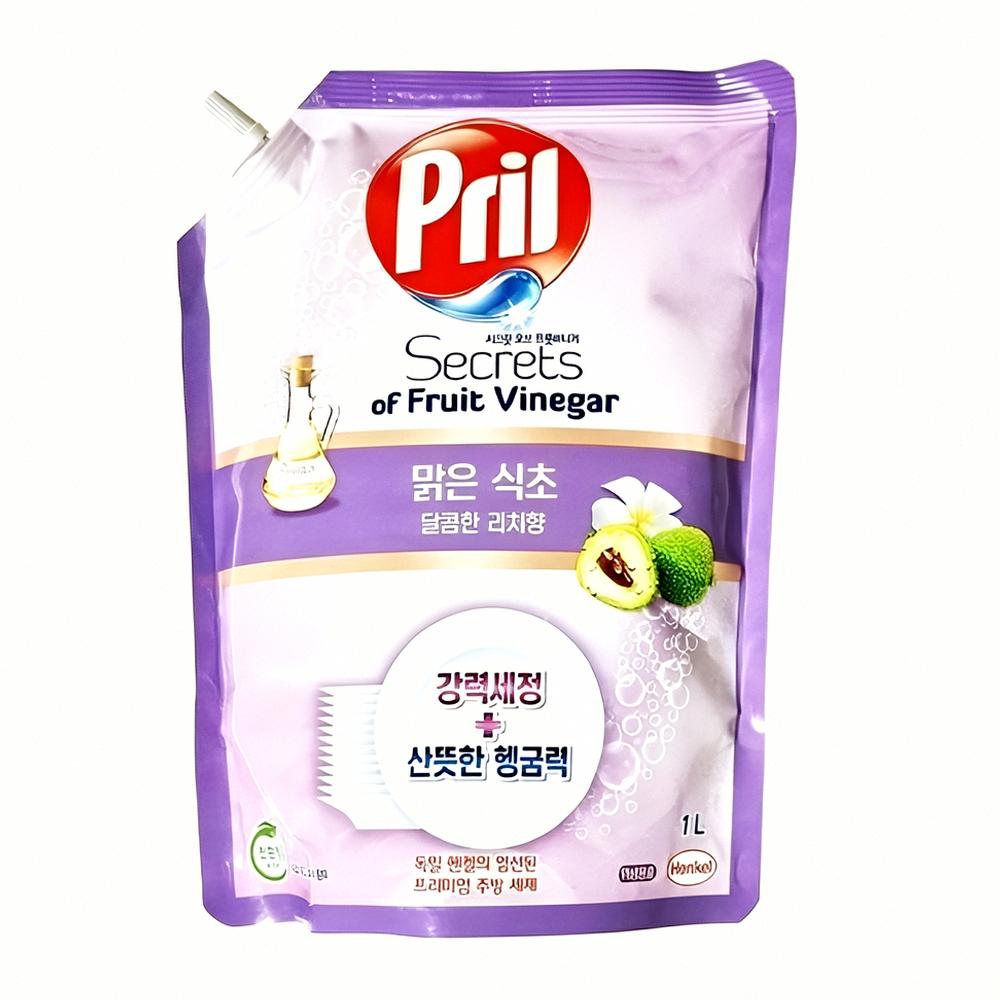 Pril
시크릿 오브 프룻비니거
Secrets
of Fruit Vinegar
맑은 식초
달콤한 리치향
강력세정
+
산뜻한 헹굼력
1L
독일 헨켈의 엄선된
프리미엄 주방 세제
Henkel